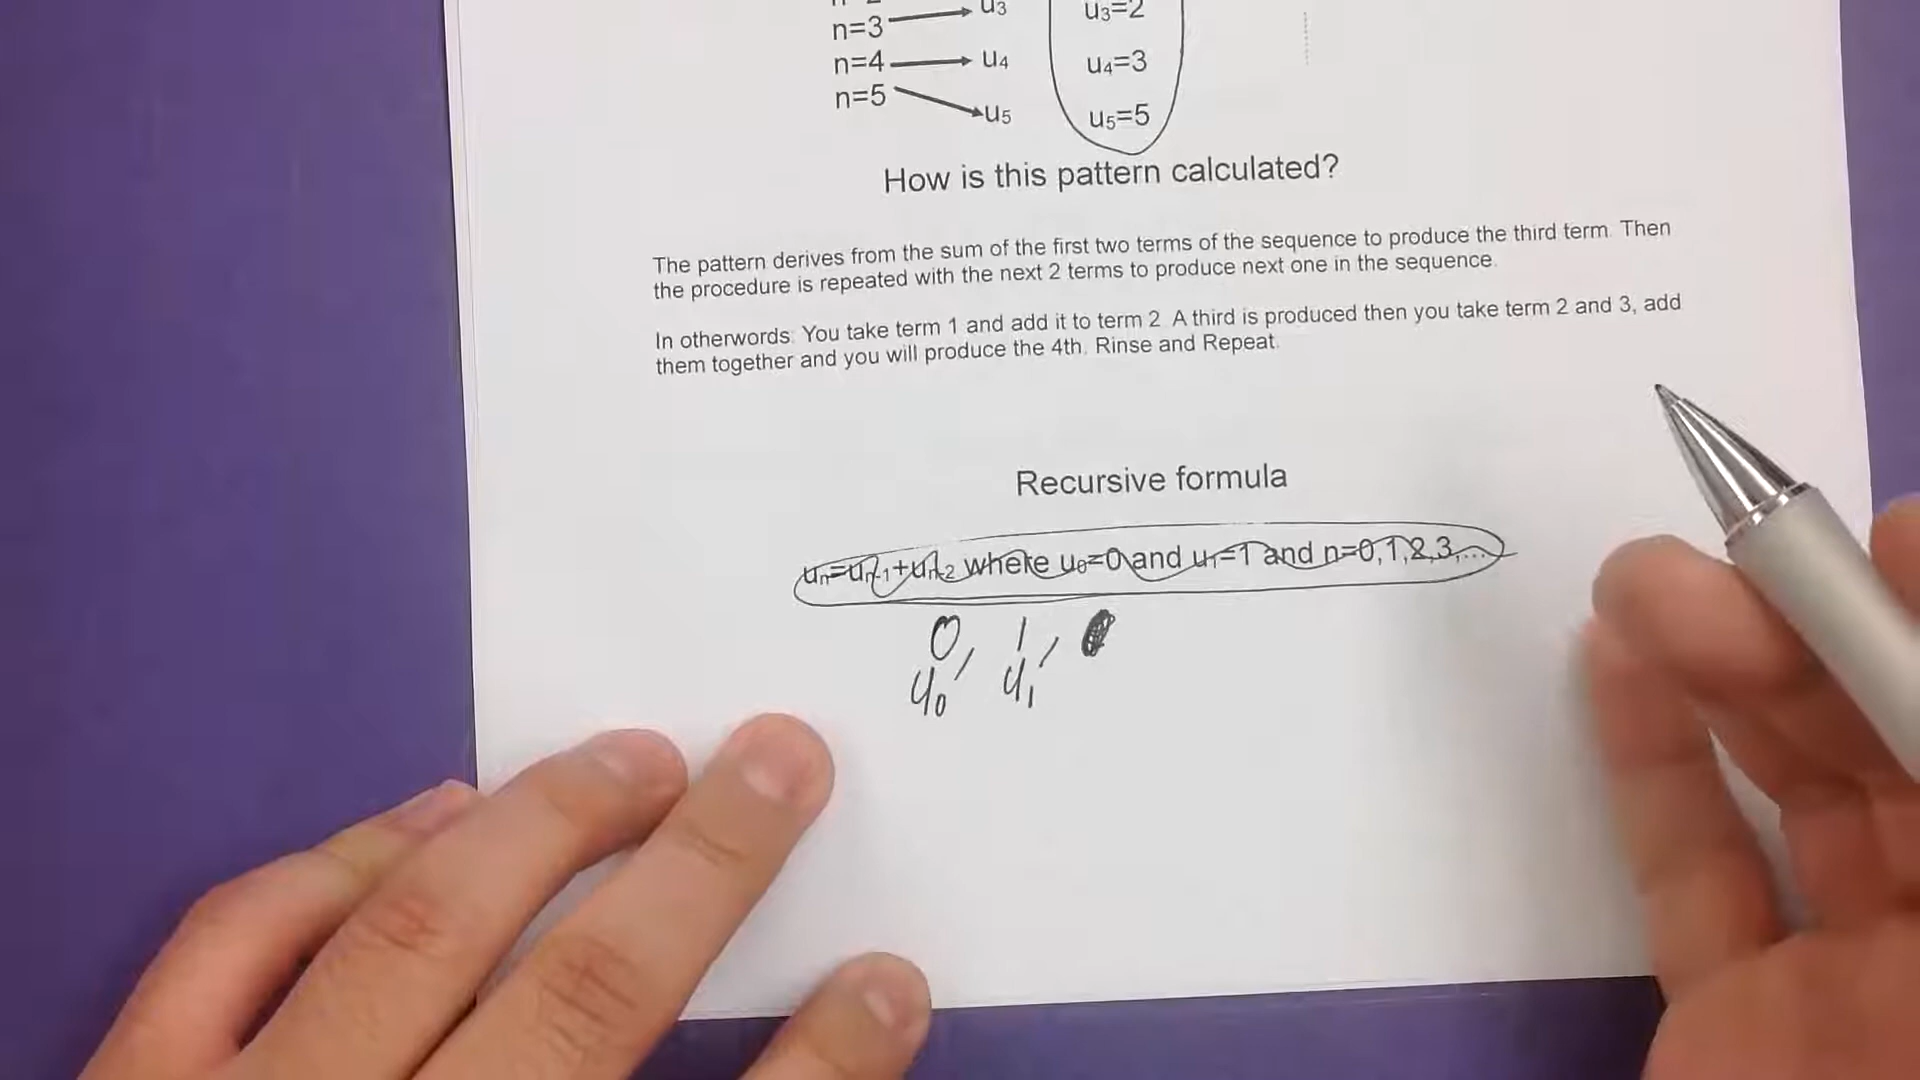 n=3 u3 u3=2
n=4 u4 u4=3
n=5 u5 u5=5
How is this pattern calculated?
The pattern derives from the sum of the first two terms of the sequence to produce the third term. Then
the procedure is repeated with the next 2 terms to produce next one in the sequence.
In otherwords: You take term 1 and add it to term 2. A third is produced then you take term 2 and 3, add
them together and you will produce the 4th. Rinse and Repeat.
Recursive formula
un=un-1+un-2 where u0=0 and u1=1 and n=0,1,2,3,...
0, 1,
u0 u1